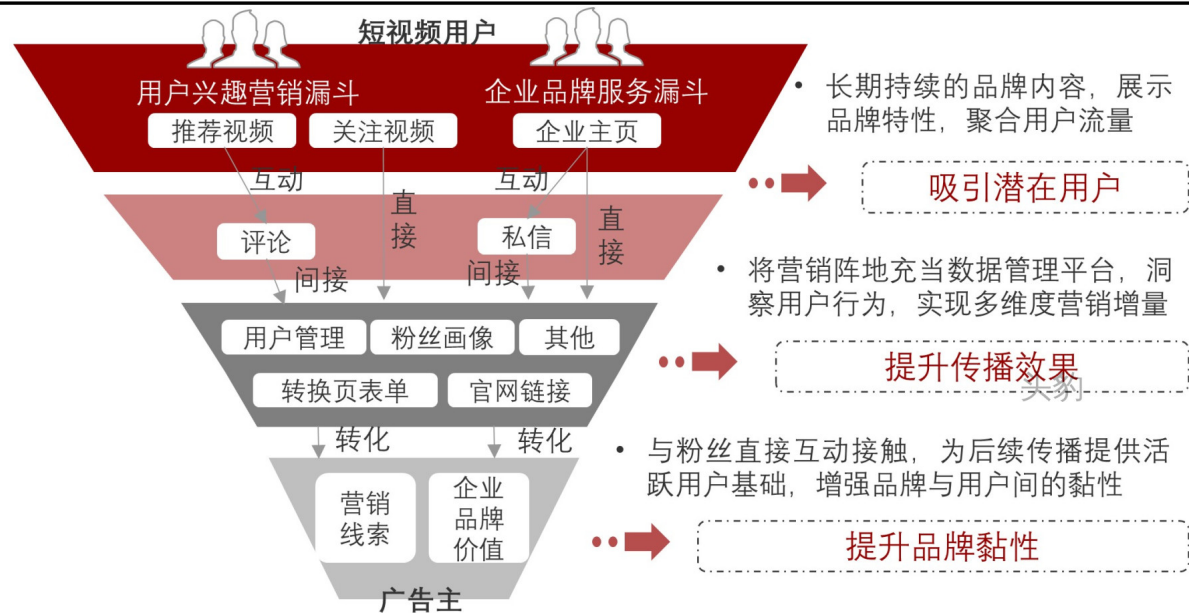 短视频用户
用户兴趣营销漏斗
企业品牌服务漏斗
推荐视频
关注视频
企业主页
互动
直接
互动
直接
评论
私信
间接
间接
用户管理
粉丝画像
其他
转换页表单
官网链接
转化
转化
营销
线索
企业
品牌
价值
广告主
• 长期持续的品牌内容，展示
品牌特性，聚合用户流量
吸引潜在用户
• 将营销阵地充当数据管理平台，洞
察用户行为，实现多维度营销增量
提升传播效果
头豹
• 与粉丝直接互动接触，为后续传播提供活
跃用户基础，增强品牌与用户间的黏性
提升品牌黏性